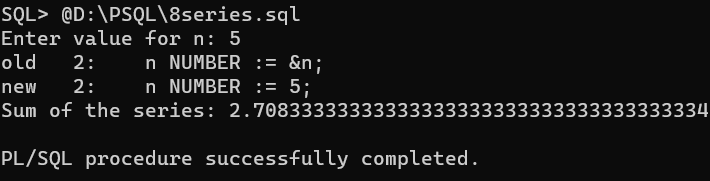 SQL> @D:\PSQL\8series.sql
Enter value for n: 5
old   2:    n NUMBER := &n;
new   2:    n NUMBER := 5;
Sum of the series: 2.70833333333333333333333333333333333334
PL/SQL procedure successfully completed.